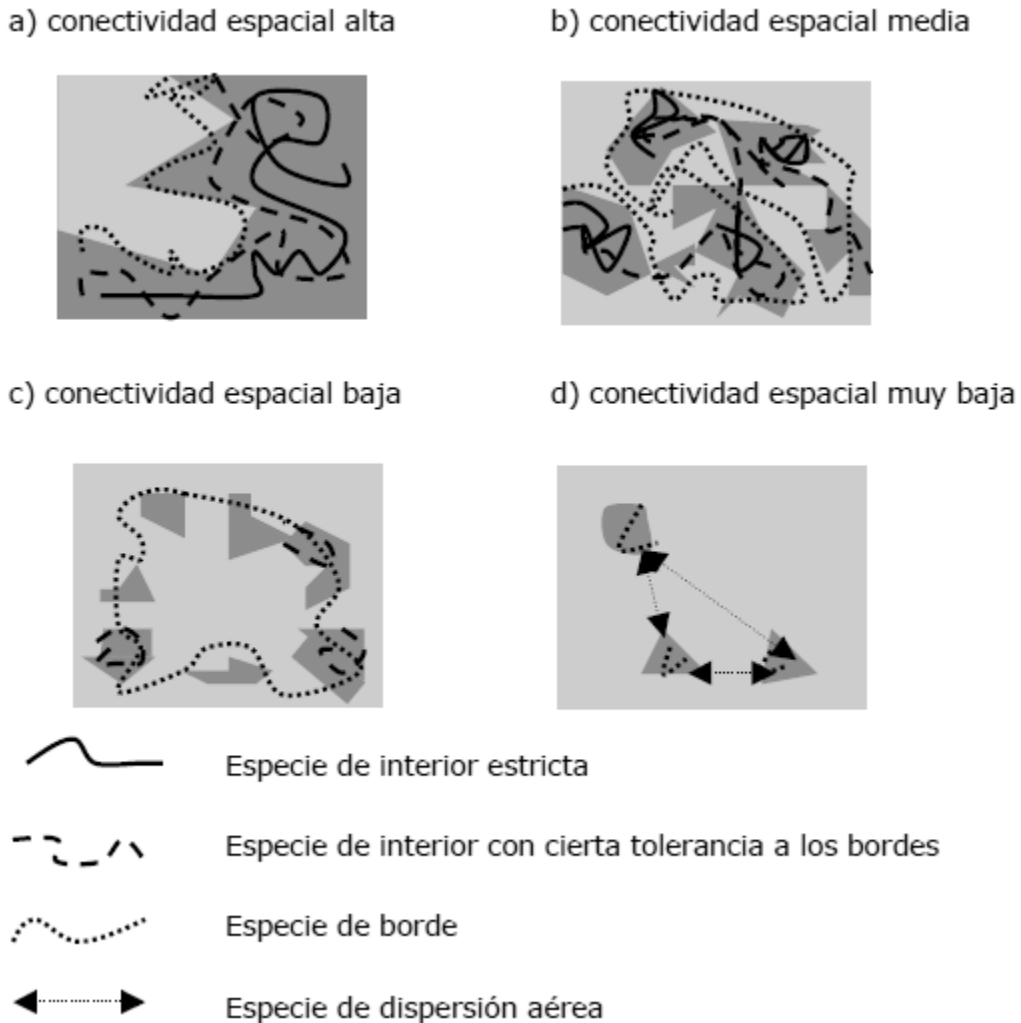 a) conectividad espacial alta
b) conectividad espacial media
c) conectividad espacial baja
d) conectividad espacial muy baja
Especie de interior estricta
Especie de interior con cierta tolerancia a los bordes
Especie de borde
Especie de dispersión aérea